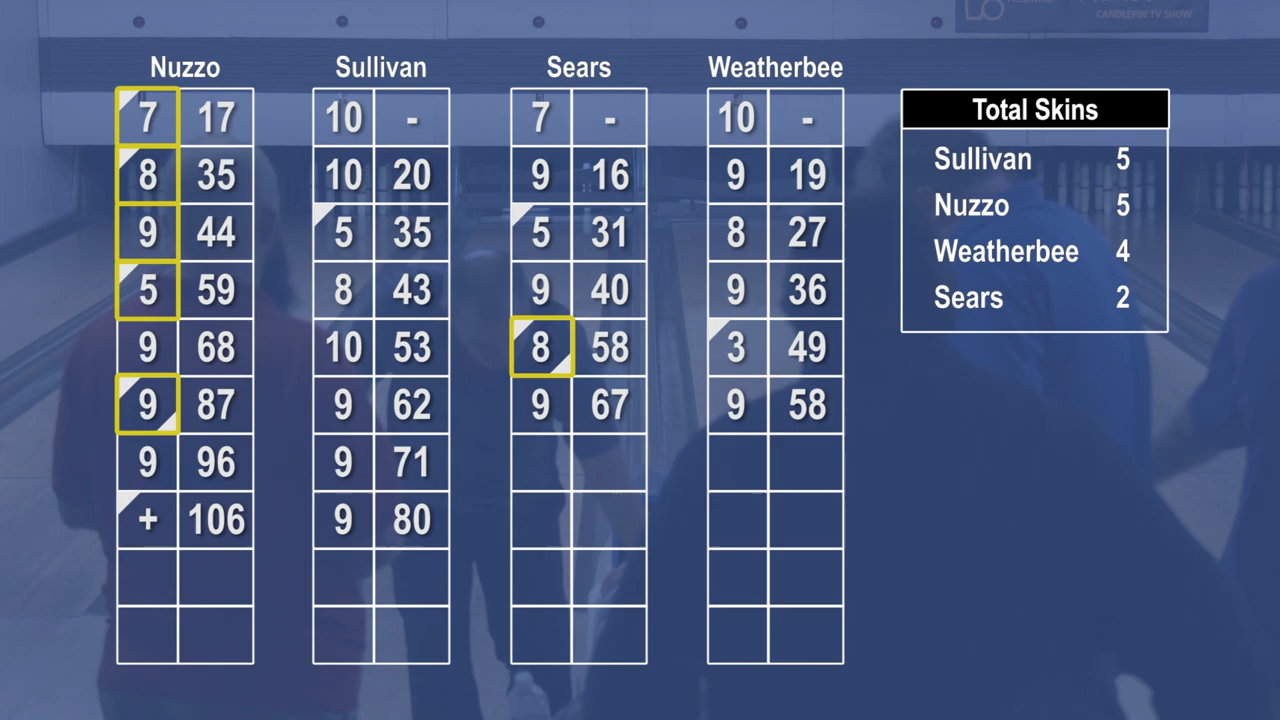 CANDLEPIN TV SHOW
Nuzzo Sullivan Sears Weatherbee
7 17 10 - 7 - 10 -
8 35 10 20 9 16 9 19
9 44 5 35 5 31 8 27
5 59 8 43 9 40 9 36
9 68 10 53 8 58 3 49
9 87 9 62 9 67 9 58
9 96 9 71
+ 106 9 80
Total Skins
Sullivan 5
Nuzzo 5
Weatherbee 4
Sears 2